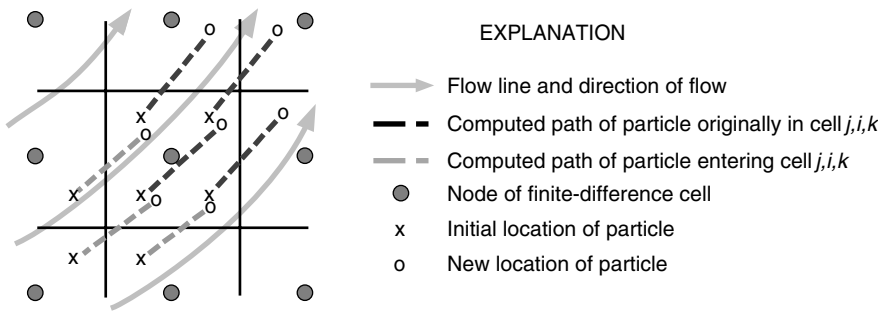 EXPLANATION
Flow line and direction of flow
Computed path of particle originally in cell j,i,k
Computed path of particle entering cell j,i,k
Node of finite-difference cell
x Initial location of particle
o New location of particle
o
o
o
x
x
o
o
o
x
x
x
o
o
x
x